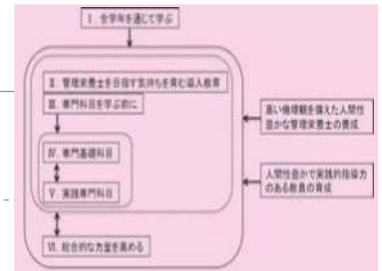 Ⅰ. 全学年を通じて学ぶ
Ⅱ. 管理栄養士を目指す気持ちを育む導入教育
Ⅲ. 専門科目を学ぶ前に
Ⅳ. 専門基礎科目
Ⅴ. 実践専門科目
Ⅵ. 総合的な力量を高める
高い倫理観を備えた人間性
豊かな管理栄養士の養成
人間性豊かで実践的指導力
のある教員の育成